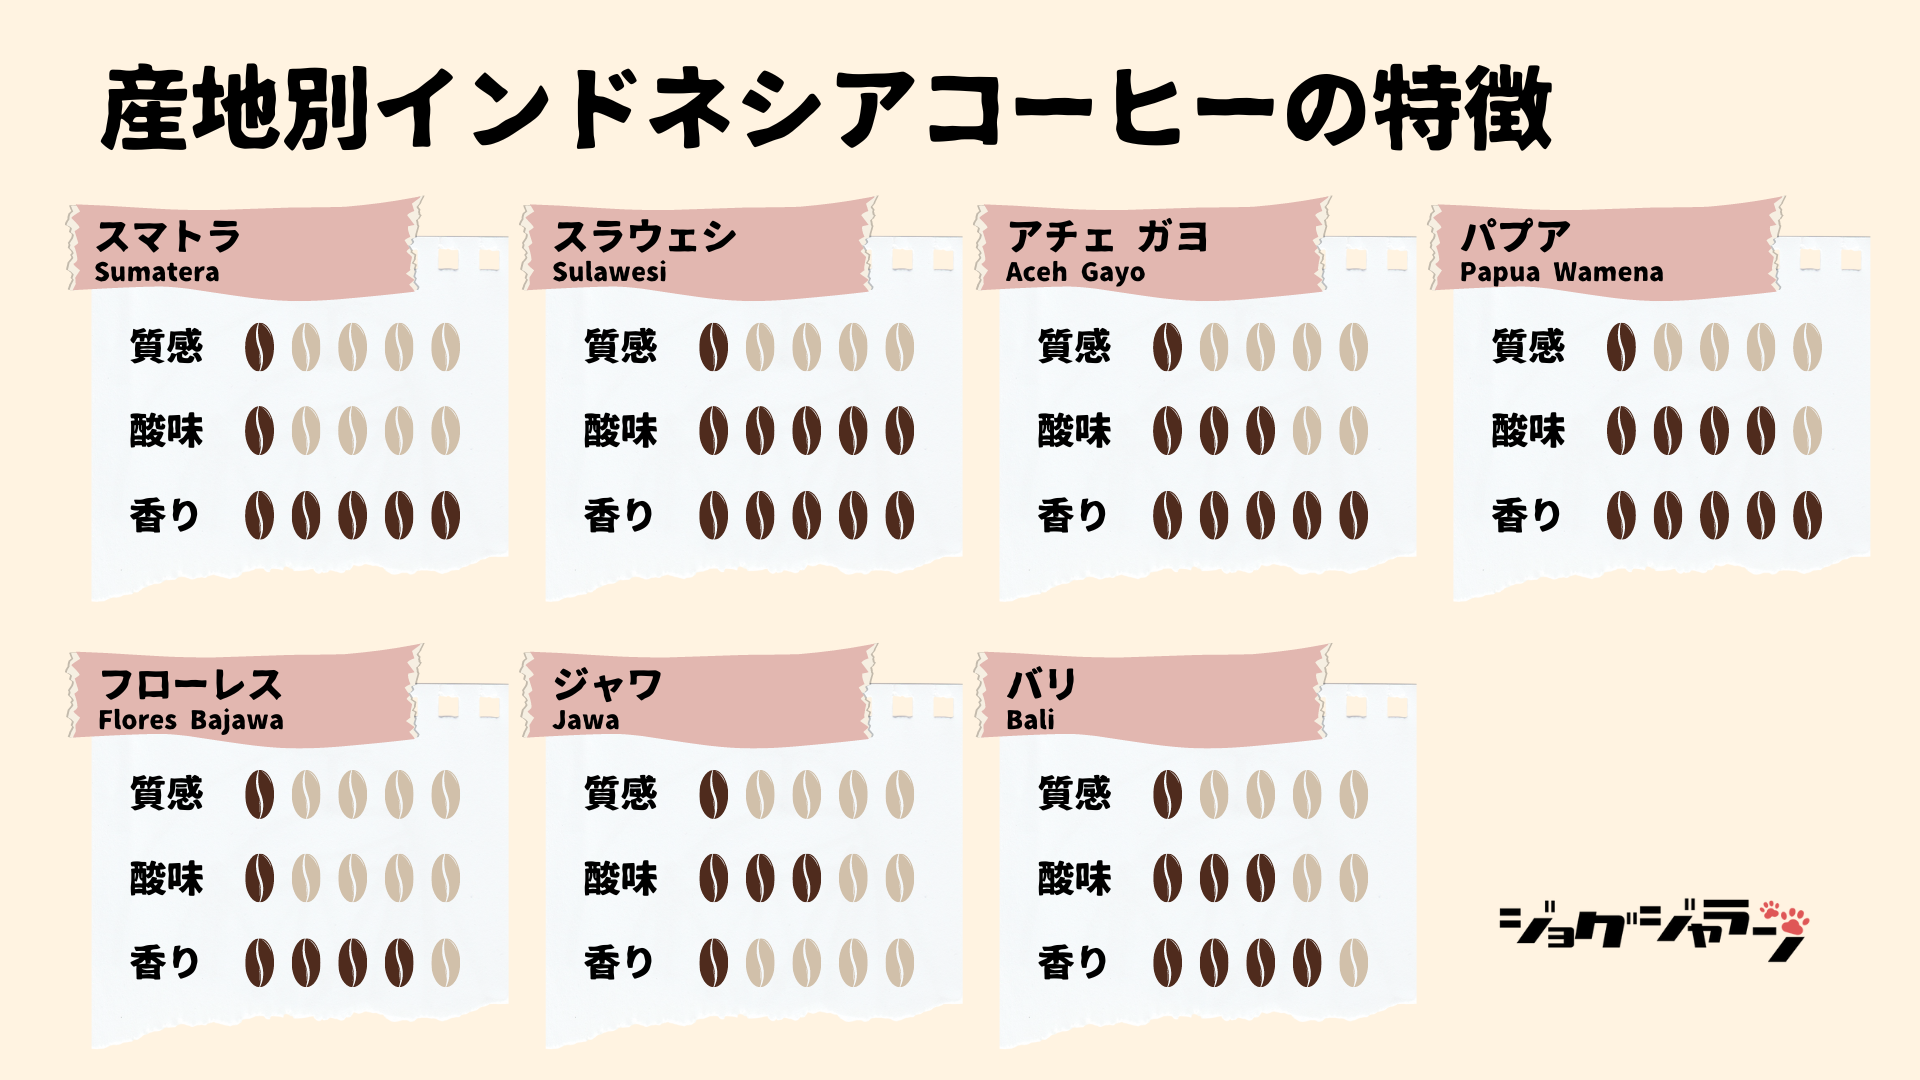 産地別インドネシアコーヒーの特徴
スマトラ
Sumatera
質感
酸味
香り
スラウェシ
Sulawesi
質感
酸味
香り
アチェ ガヨ
Aceh Gayo
質感
酸味
香り
パプア
Papua Wamena
質感
酸味
香り
フローレス
Flores Bajawa
質感
酸味
香り
ジャワ
Jawa
質感
酸味
香り
バリ
Bali
質感
酸味
香り
ジョグジャラーン